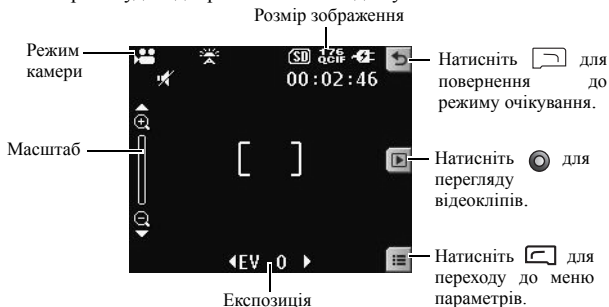 Розмір зображення
Режим
камери
SD 176 QCIF
00:02:46
Масштаб
EV 0
Експозиція
Натисніть для
повернення до
режиму очікування.
Натисніть для
перегляду
відеокліпів.
Натисніть для
переходу до меню
параметрів.